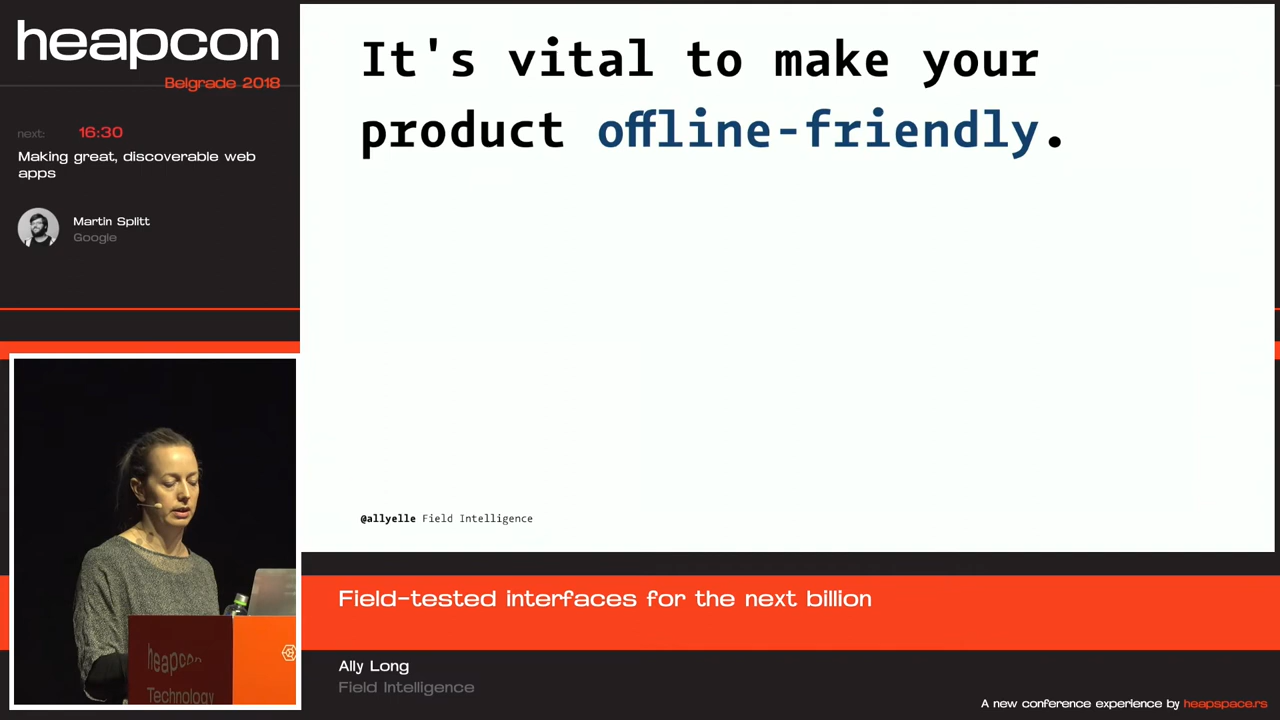 heapcon
Belgrade 2018
next: 16:30
Making great, discoverable web
apps
Martin Splitt
Google
It's vital to make your
product offline-friendly.
@allyelle Field Intelligence
heapcon
Technology
Field-tested interfaces for the next billion
Ally Long
Field Intelligence
A new conference experience by heapspace.rs